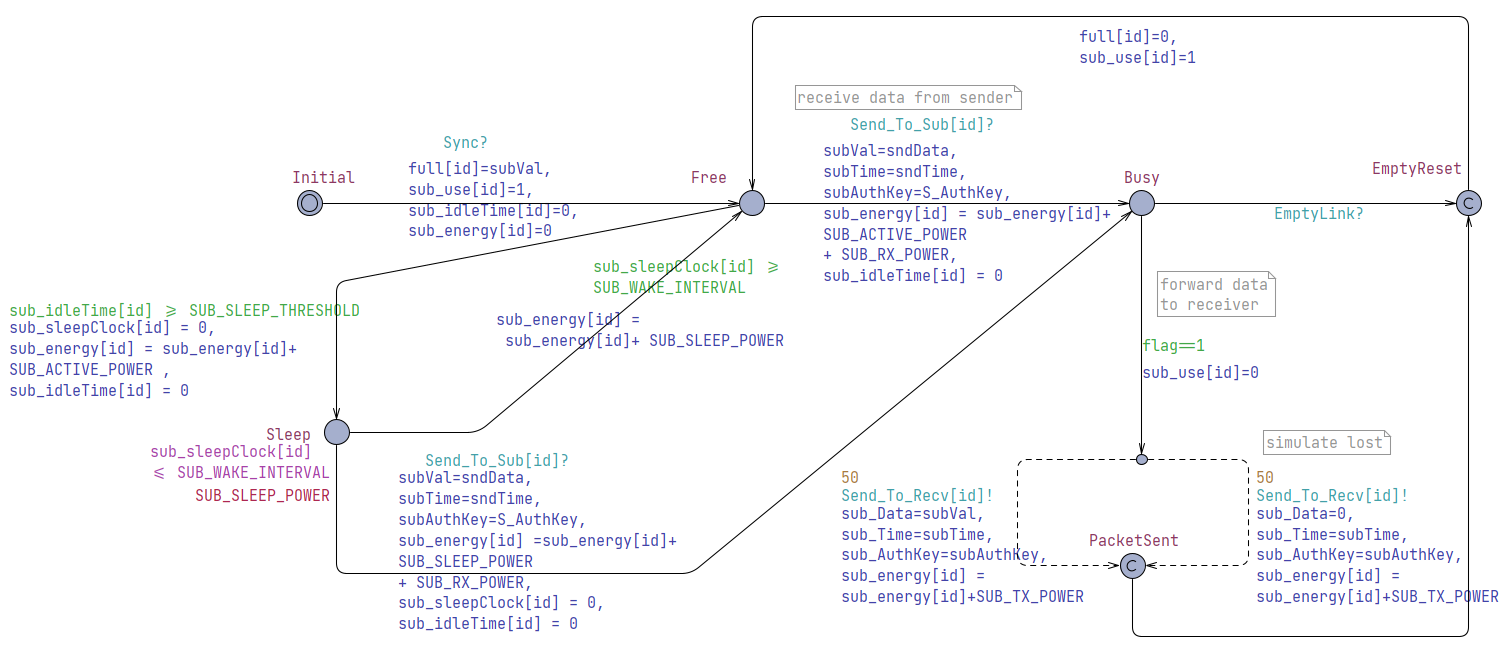 full[id]=0,
sub_use[id]=1
receive data from sender
Send_To_Sub[id]?
Sync?
subVal=sndData,
full[id]=subVal,
subTime=sndTime,
EmptyReset
Initial
Free
Busy
sub_use[id]=1,
subAuthKey=S_AuthKey,
sub_idleTime[id]=0,
sub_energy[id] = sub_energy[id]+
EmptyLink?
C
sub_energy[id]=0
SUB_ACTIVE_POWER
+ SUB_RX_POWER,
sub_idleTime[id] = 0
sub_sleepClock[id] ⩾
SUB_WAKE_INTERVAL
forward data
to receiver
sub_idleTime[id] ⩾ SUB_SLEEP_THRESHOLD
sub_sleepClock[id] = 0,
sub_energy[id] = sub_energy[id]+
SUB_ACTIVE_POWER ,
sub_idleTime[id] = 0
sub_energy[id] =
sub_energy[id]+ SUB_SLEEP_POWER
flag==1
sub_use[id]=0
Sleep
sub_sleepClock[id]
⩽ SUB_WAKE_INTERVAL
SUB_SLEEP_POWER
simulate lost
Send_To_Sub[id]?
subVal=sndData,
subTime=sndTime,
subAuthKey=S_AuthKey,
sub_energy[id] =sub_energy[id]+
SUB_SLEEP_POWER
+ SUB_RX_POWER,
sub_sleepClock[id] = 0,
sub_idleTime[id] = 0
50
Send_To_Recv[id]!
sub_Data=subVal,
sub_Time=subTime,
sub_AuthKey=subAuthKey,
sub_energy[id] =
sub_energy[id]+SUB_TX_POWER
PacketSent
C
50
Send_To_Recv[id]!
sub_Data=0,
sub_Time=subTime,
sub_AuthKey=subAuthKey,
sub_energy[id] =
sub_energy[id]+SUB_TX_POWER